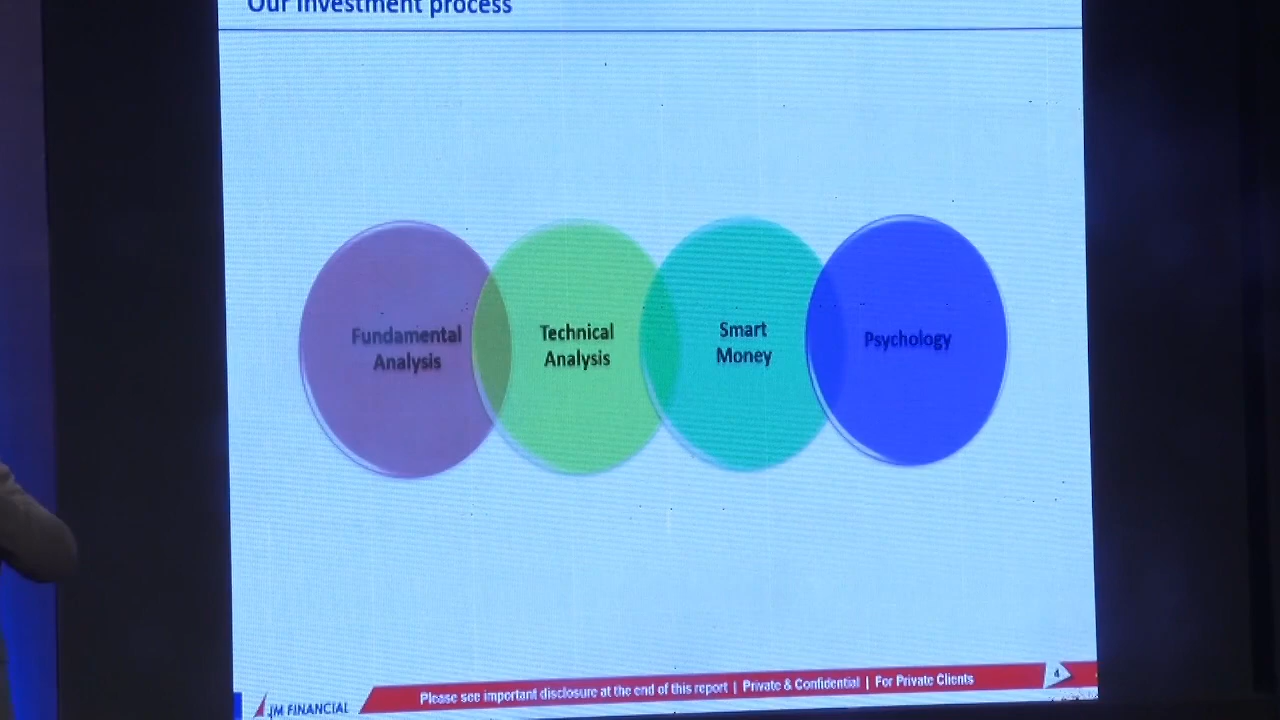 Our investment process
Fundamental
Analysis
Technical
Analysis
Smart
Money
Psychology
JM FINANCIAL
Please see important disclosure at the end of this report | Private & Confidential | For Private Clients
4